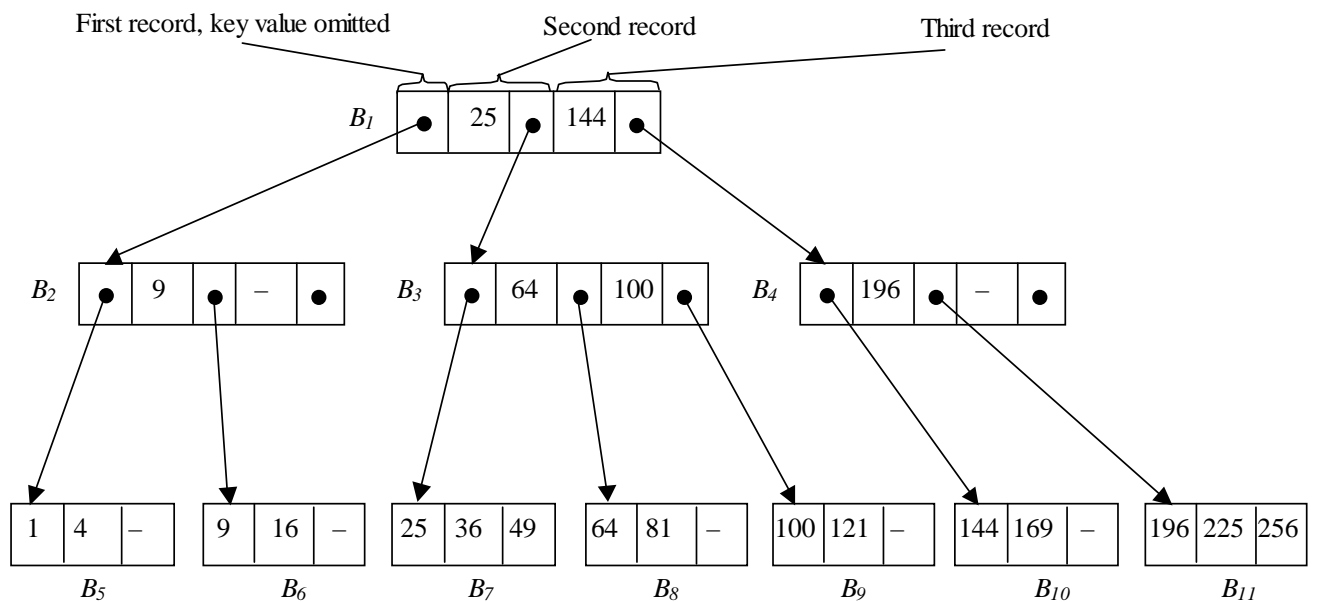 First record, key value omitted Second record Third record
B1 25 144
B2 9 – B3 64 100 B4 196 –
1 4 – 9 16 – 25 36 49 64 81 – 100 121 – 144 169 – 196 225 256
B5 B6 B7 B8 B9 B10 B11